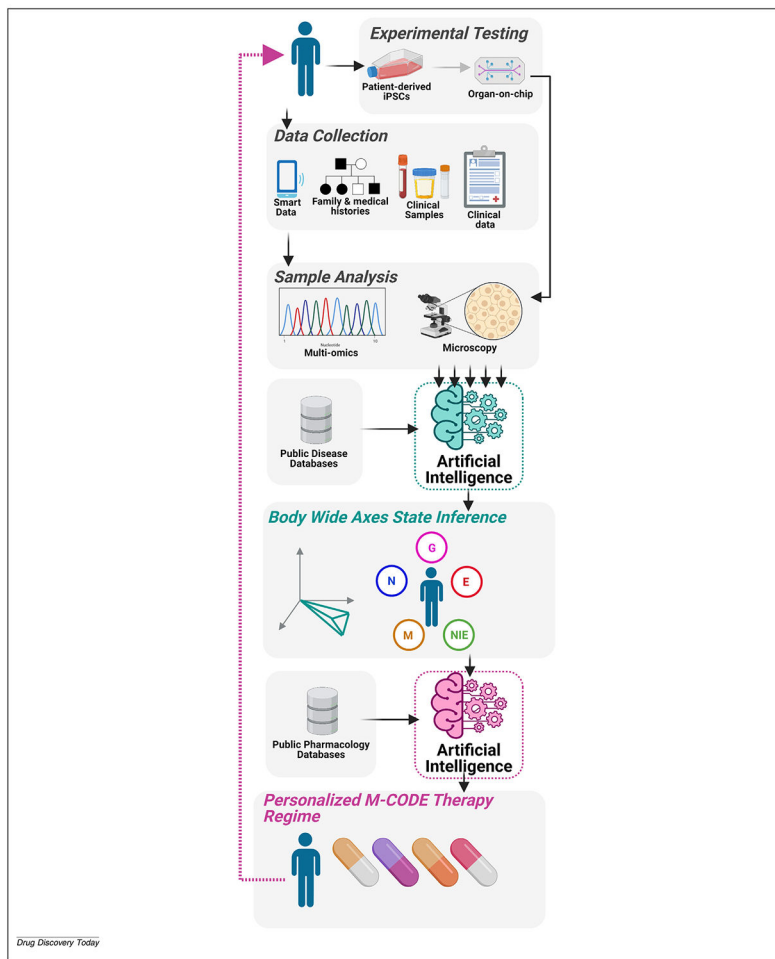 Experimental Testing
Patient-derived
iPSCs
Organ-on-chip
Data Collection
Smart
Data
Family & medical
histories
Clinical
Samples
Clinical
data
Sample Analysis
1
Nucleotide
10
Multi-omics
Microscopy
Public Disease
Databases
Artificial
Intelligence
Body Wide Axes State Inference
G
N
E
M
NIE
Public Pharmacology
Databases
Artificial
Intelligence
Personalized M-CODE Therapy
Regime
Drug Discovery Today